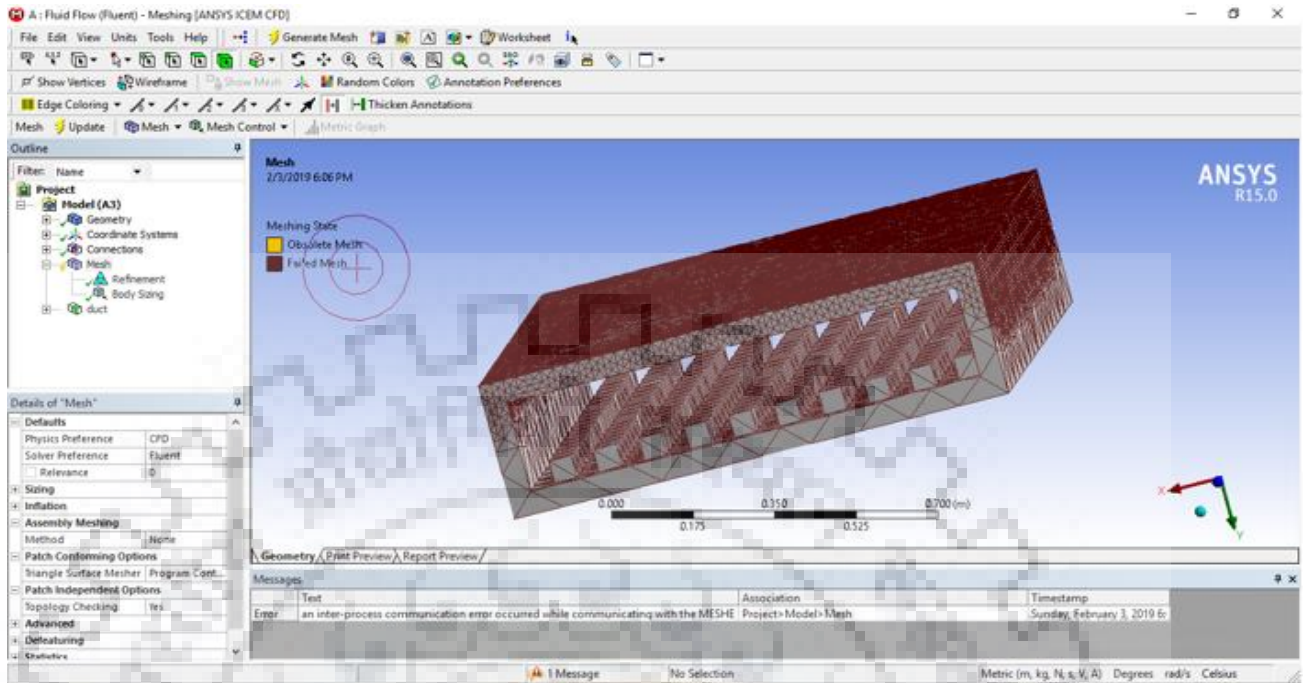 A : Fluid Flow (Fluent) - Meshing [ANSYS ICEM CFD]
File Edit View Units Tools Help Generate Mesh Worksheet
Show Vertices Wireframe Show Mesh Random Colors Annotation Preferences
Edge Coloring Thicken Annotations
Mesh Update Mesh Mesh Control Metric Graph
Outline
Filter: Name
Project
Model (A3)
Geometry
Coordinate Systems
Connections
Mesh
Refinement
Body Sizing
duct
Details of "Mesh"
Defaults
Physics Preference CFD
Solver Preference Fluent
Relevance 0
Sizing
Inflation
Assembly Meshing
Method None
Patch Conforming Options
Triangle Surface Mesher Program Cont...
Patch Independent Options
Topology Checking Yes
Advanced
Defeaturing
Statistics
Mesh
2/3/2019 6:06 PM
Meshing State
Obsolete Mesh
Failed Mesh
ANSYS
R15.0
0.000 0.350 0.700 (m)
0.175 0.525
X
Y
Geometry Print Preview Report Preview
Messages
Text Association Timestamp
Error an inter-process communication error occurred while communicating with the MESHE Project>Model>Mesh Sunday, February 3, 2019 6:
1 Message No Selection Metric (m, kg, N, s, V, A) Degrees rad/s Celsius